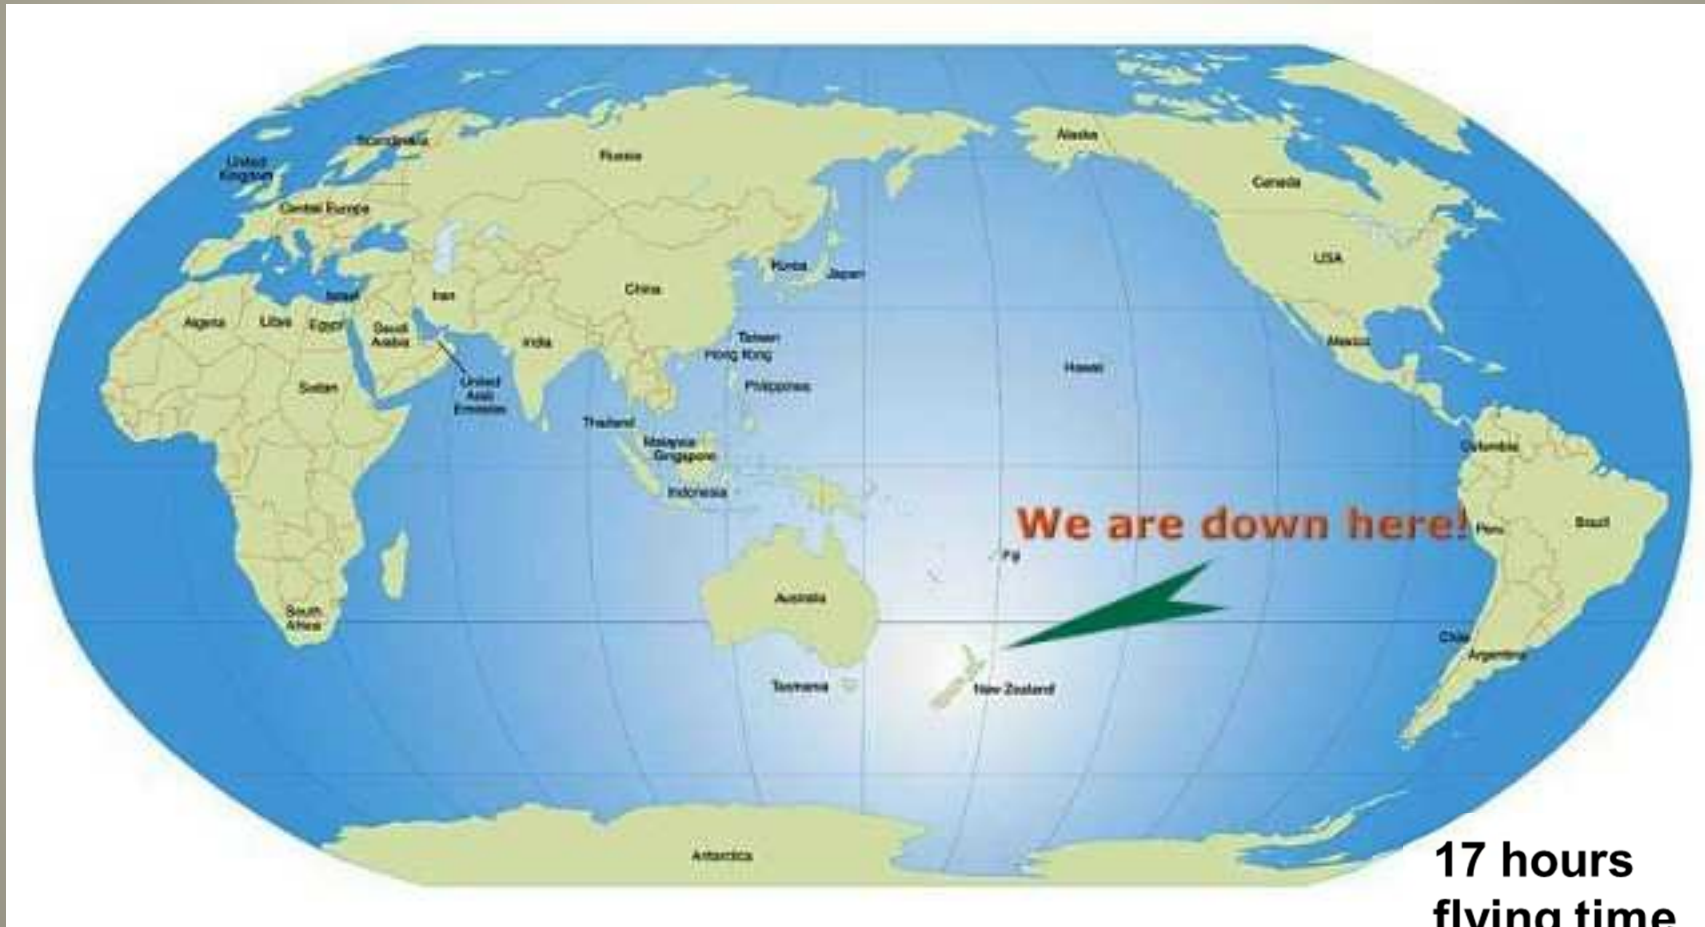 Alaska
Scandinavia
Russia
United
Kingdom
Canada
Central Europe
USA
Korea
Japan
China
Israel
Iran
Algeria
Libya
Egypt
Saudi
Arabia
India
Taiwan
Hong Kong
Mexico
Hawaii
United
Arab
Emirates
Sudan
Philippines
Thailand
Malaysia
Singapore
Columbia
Indonesia
We are down here!
Peru
Brazil
Fiji
Australia
South
Africa
Chile
Argentina
Tasmania
New Zealand
Antarctica
17 hours
flying time